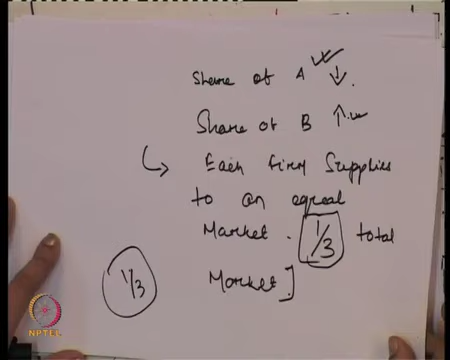 Share of A ↓.
Share of B ↑
↳ Each firm Supplies
to an equal
Market. 1/3 total
1/3 Market]
NPTEL